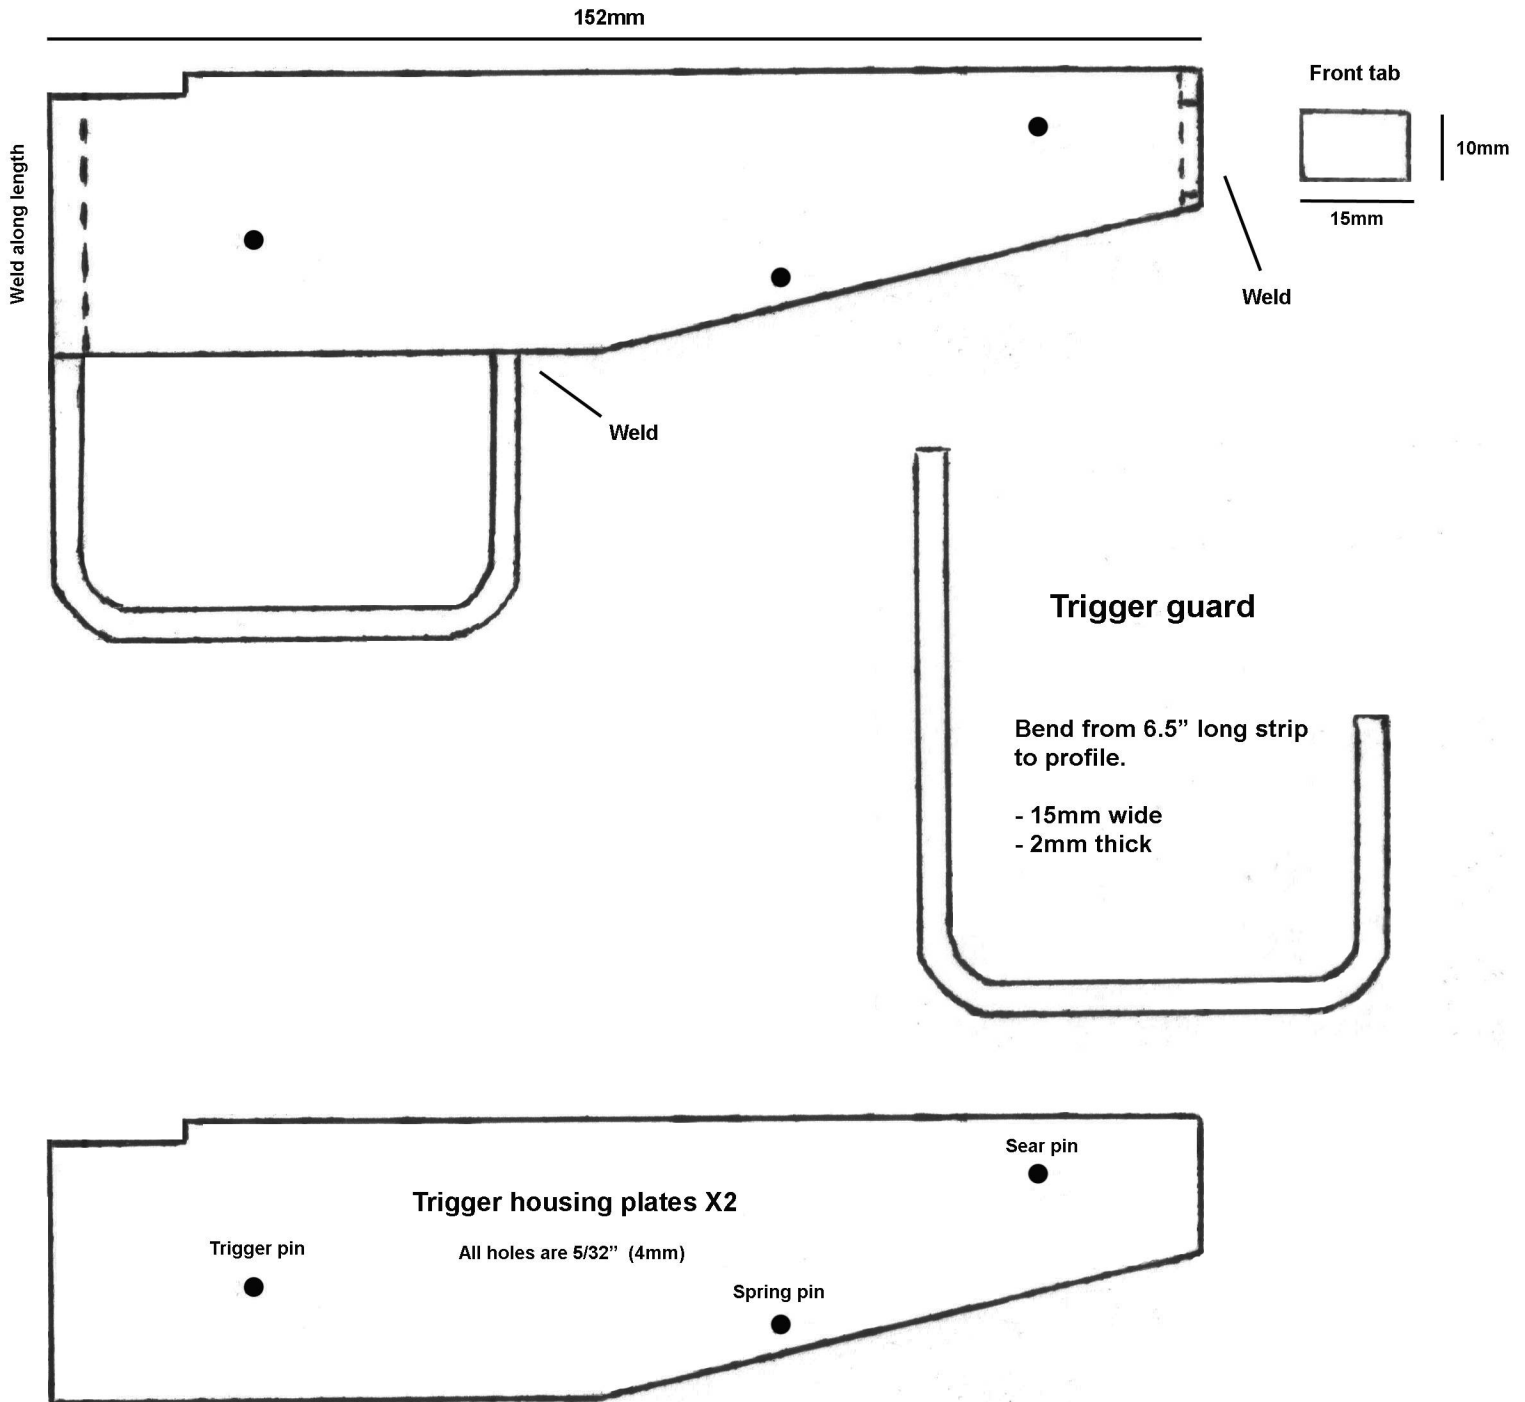 152mm
Front tab
10mm
15mm
Weld along length
Weld
Weld
Trigger guard
Bend from 6.5” long strip
to profile.
- 15mm wide
- 2mm thick
Sear pin
Trigger housing plates X2
Trigger pin
All holes are 5/32” (4mm)
Spring pin